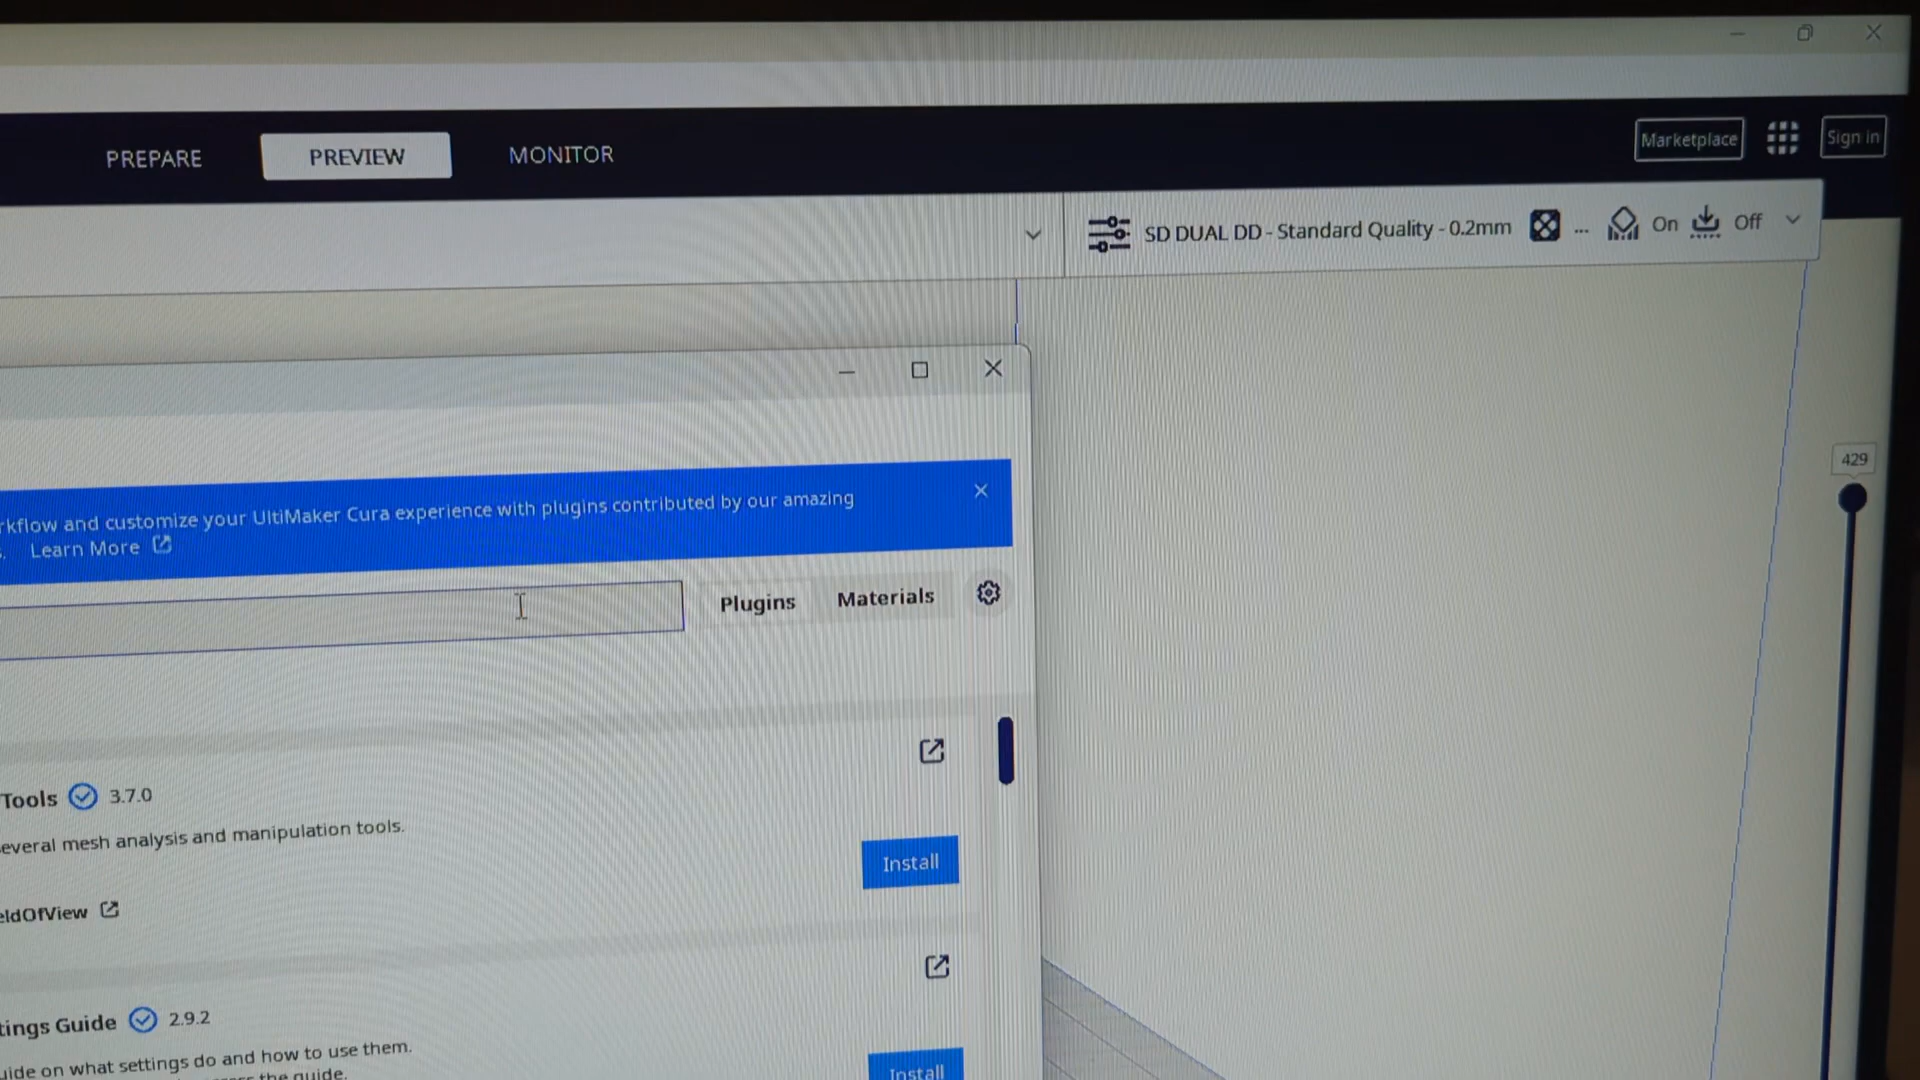 PREPARE PREVIEW MONITOR Marketplace Sign in
SD DUAL DD - Standard Quality - 0.2mm ... On Off
429
rkflow and customize your UltiMaker Cura experience with plugins contributed by our amazing
Learn More
Plugins Materials
Tools 3.7.0
everal mesh analysis and manipulation tools.
Install
eldOfView
tings Guide 2.9.2
uide on what settings do and how to use them.
the guide.
Install